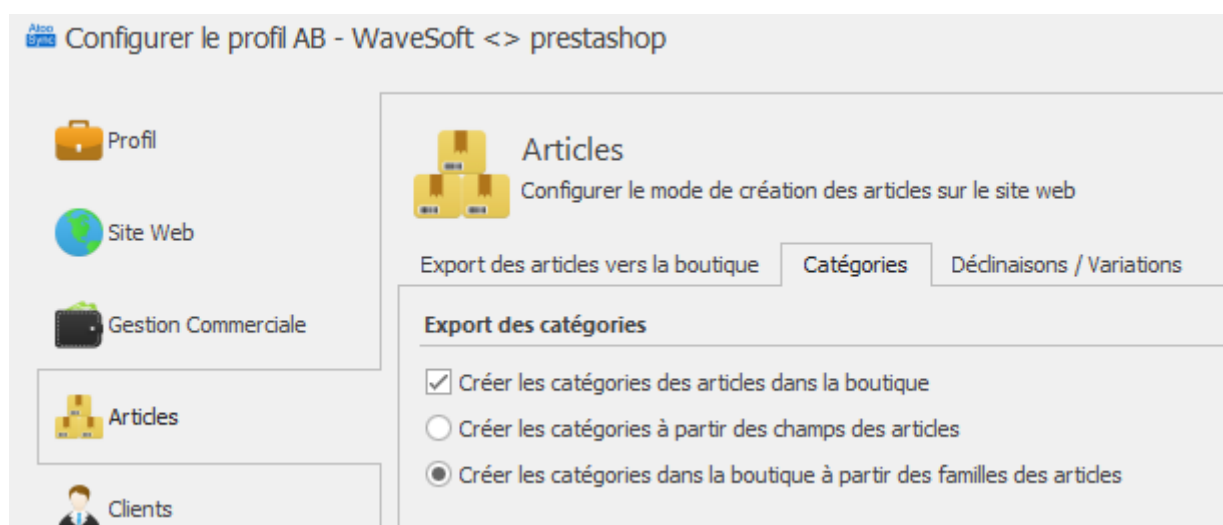 Atoo
Sync
Configurer le profil AB - WaveSoft <> prestashop
Profil
Site Web
Gestion Commerciale
Articles
Clients
Articles
Configurer le mode de création des articles sur le site web
Export des articles vers la boutique
Catégories
Déclinaisons / Variations
Export des catégories
Créer les catégories des articles dans la boutique
Créer les catégories à partir des champs des articles
Créer les catégories dans la boutique à partir des familles des articles